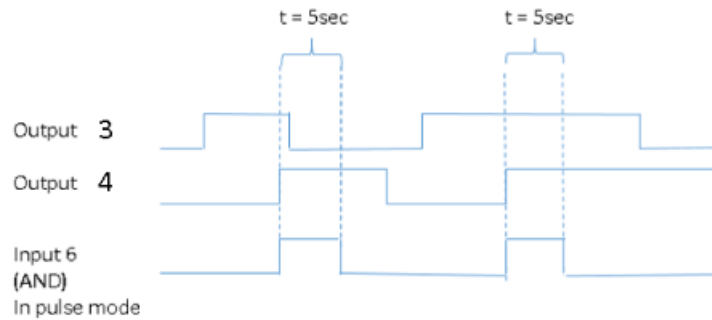 t = 5sec t = 5sec
Output 3
Output 4
Input 6
(AND)
In pulse mode